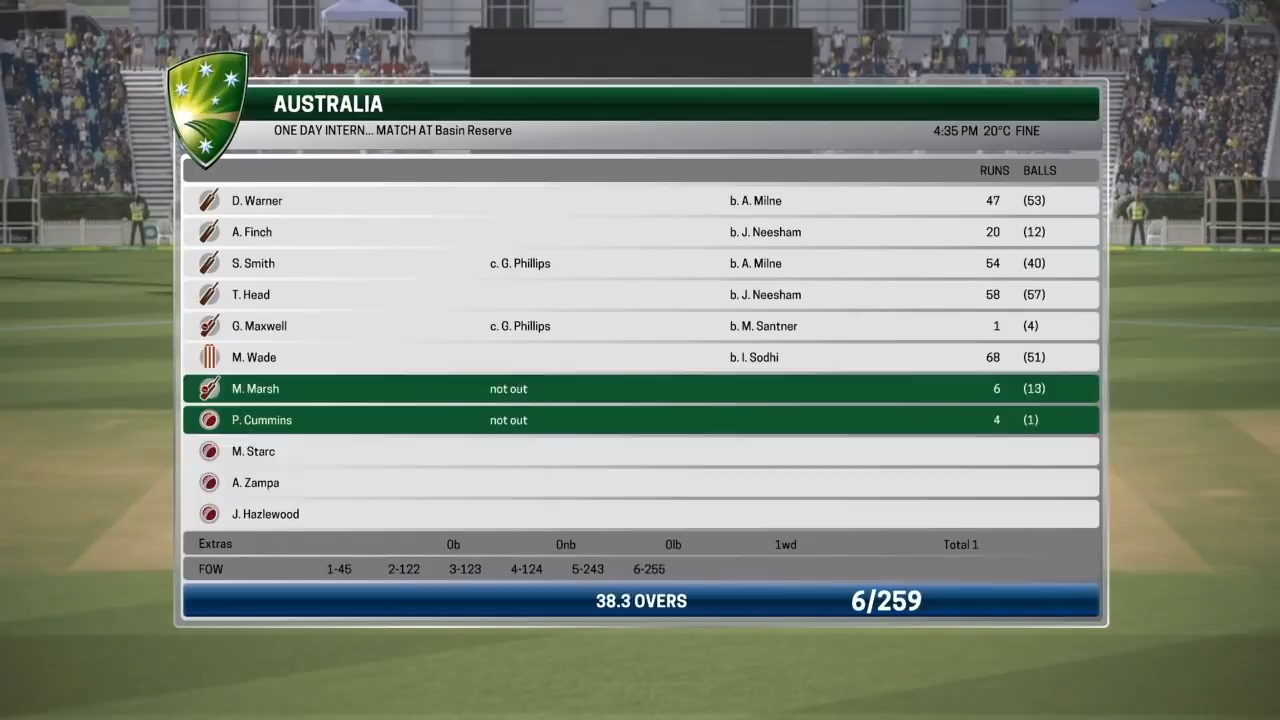 AUSTRALIA
ONE DAY INTERN... MATCH AT Basin Reserve 4:35 PM 20°C FINE
RUNS BALLS
D. Warner b. A. Milne 47 (53)
A. Finch b. J. Neesham 20 (12)
S. Smith c. G. Phillips b. A. Milne 54 (40)
T. Head b. J. Neesham 58 (57)
G. Maxwell c. G. Phillips b. M. Santner 1 (4)
M. Wade b. I. Sodhi 68 (51)
M. Marsh not out 6 (13)
P. Cummins not out 4 (1)
M. Starc
A. Zampa
J. Hazlewood
Extras 0b 0nb 0lb 1wd Total 1
FOW 1-45 2-122 3-123 4-124 5-243 6-255
38.3 OVERS 6/259